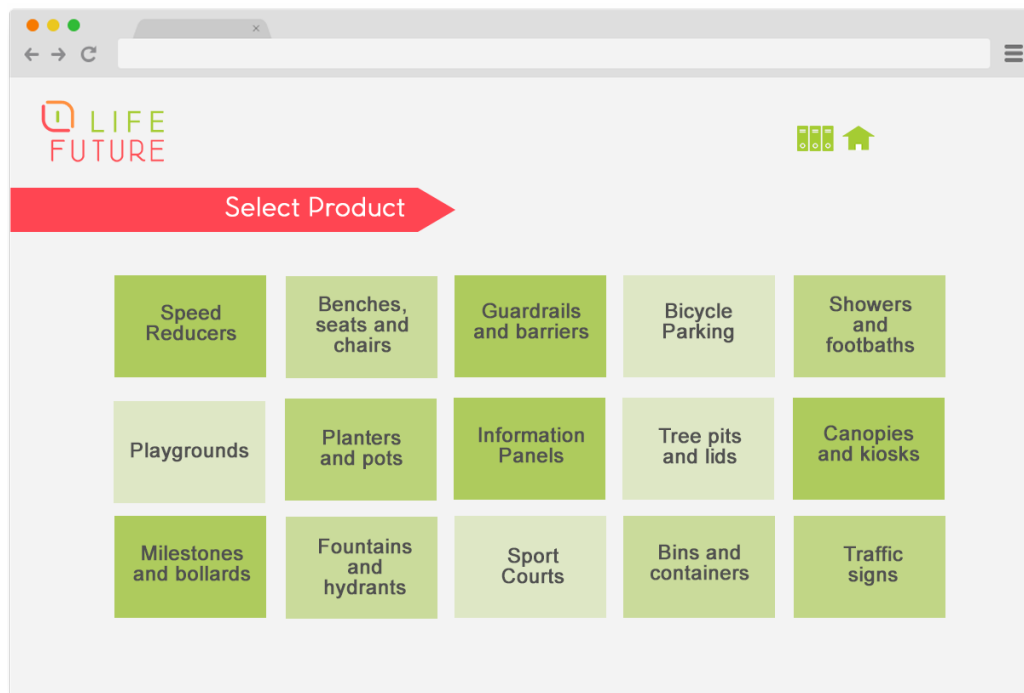 LIFE
FUTURE
Select Product
Speed
Reducers
Benches,
seats and
chairs
Guardrails
and barriers
Bicycle
Parking
Showers
and
footbaths
Playgrounds
Planters
and pots
Information
Panels
Tree pits
and lids
Canopies
and kiosks
Milestones
and bollards
Fountains
and
hydrants
Sport
Courts
Bins and
containers
Traffic
signs